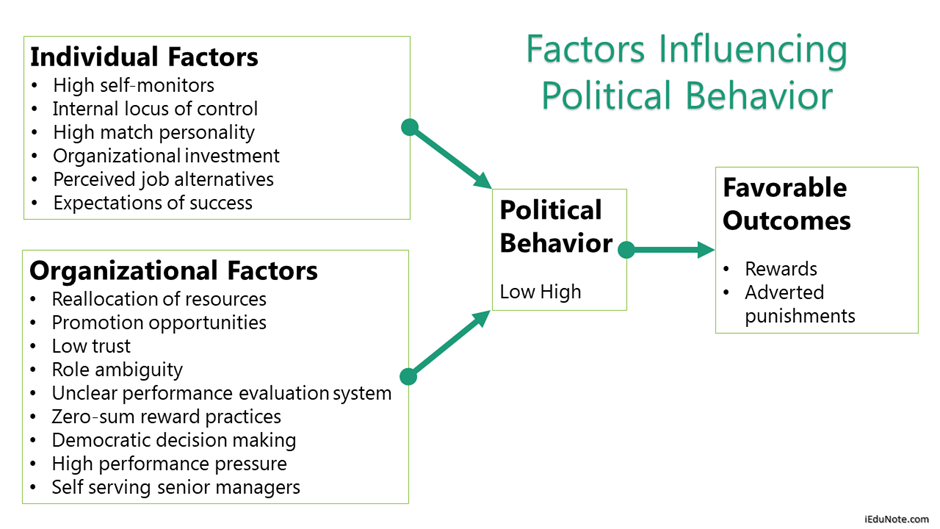 Factors Influencing
Political Behavior
Individual Factors
• High self-monitors
• Internal locus of control
• High match personality
• Organizational investment
• Perceived job alternatives
• Expectations of success
Organizational Factors
• Reallocation of resources
• Promotion opportunities
• Low trust
• Role ambiguity
• Unclear performance evaluation system
• Zero-sum reward practices
• Democratic decision making
• High performance pressure
• Self serving senior managers
Political
Behavior
Low High
Favorable
Outcomes
• Rewards
• Adverted
punishments
iEduNote.com